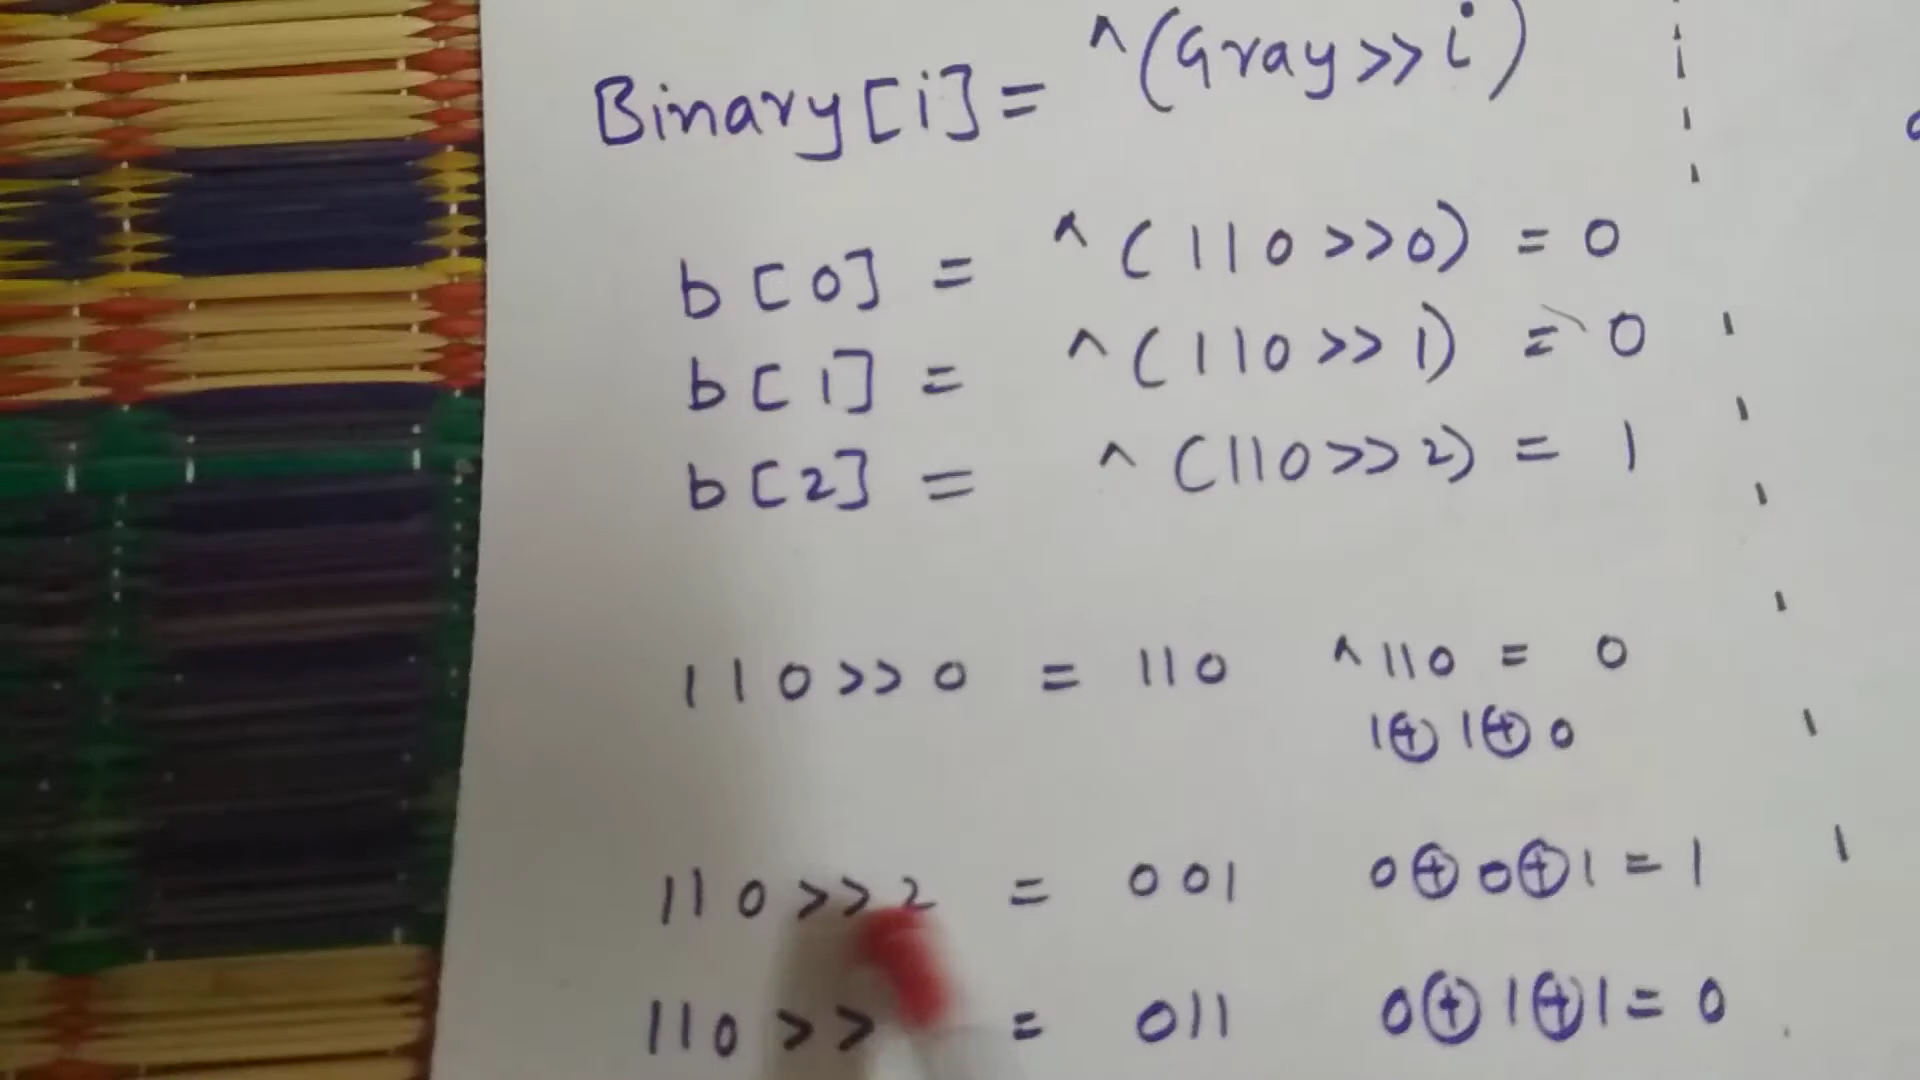 Binary[i] = ^(Gray>>i)
b[0] = ^(110>>0) = 0
b[1] = ^(110>>1) = 0
b[2] = ^(110>>2) = 1
110>>0 = 110 ^110 = 0
1⊕1⊕0
110>>2 = 001 0⊕0⊕1 = 1
110>> = 011 0⊕1⊕1 = 0